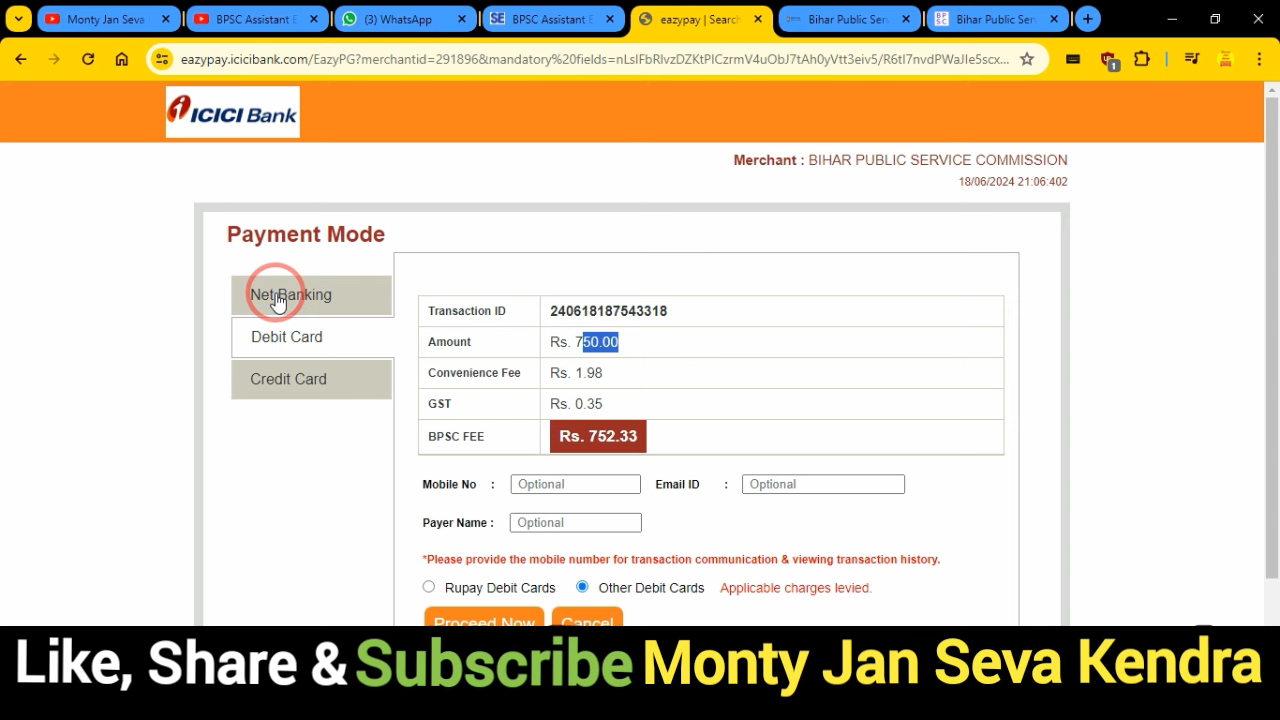 Monty Jan Seva
BPSC Assistant E
(3) WhatsApp
BPSC Assistant E
eazypay | Search
Bihar Public Serv
Bihar Public Serv
eazypay.icicibank.com/EazyPG?merchantid=291896&mandatory%20fields=
1
ICICI Bank
Merchant : BIHAR PUBLIC SERVICE COMMISSION
18/06/2024 21:06:402
Payment Mode
Net Banking
Debit Card
Credit Card
Transaction ID 240618187543318
Amount Rs. 750.00
Convenience Fee Rs. 1.98
GST Rs. 0.35
BPSC FEE Rs. 752.33
Mobile No : Optional Email ID : Optional
Payer Name : Optional
*Please provide the mobile number for transaction communication & viewing transaction history.
Rupay Debit Cards Other Debit Cards Applicable charges levied.
Proceed Now Cancel
Like, Share & Subscribe Monty Jan Seva Kendra